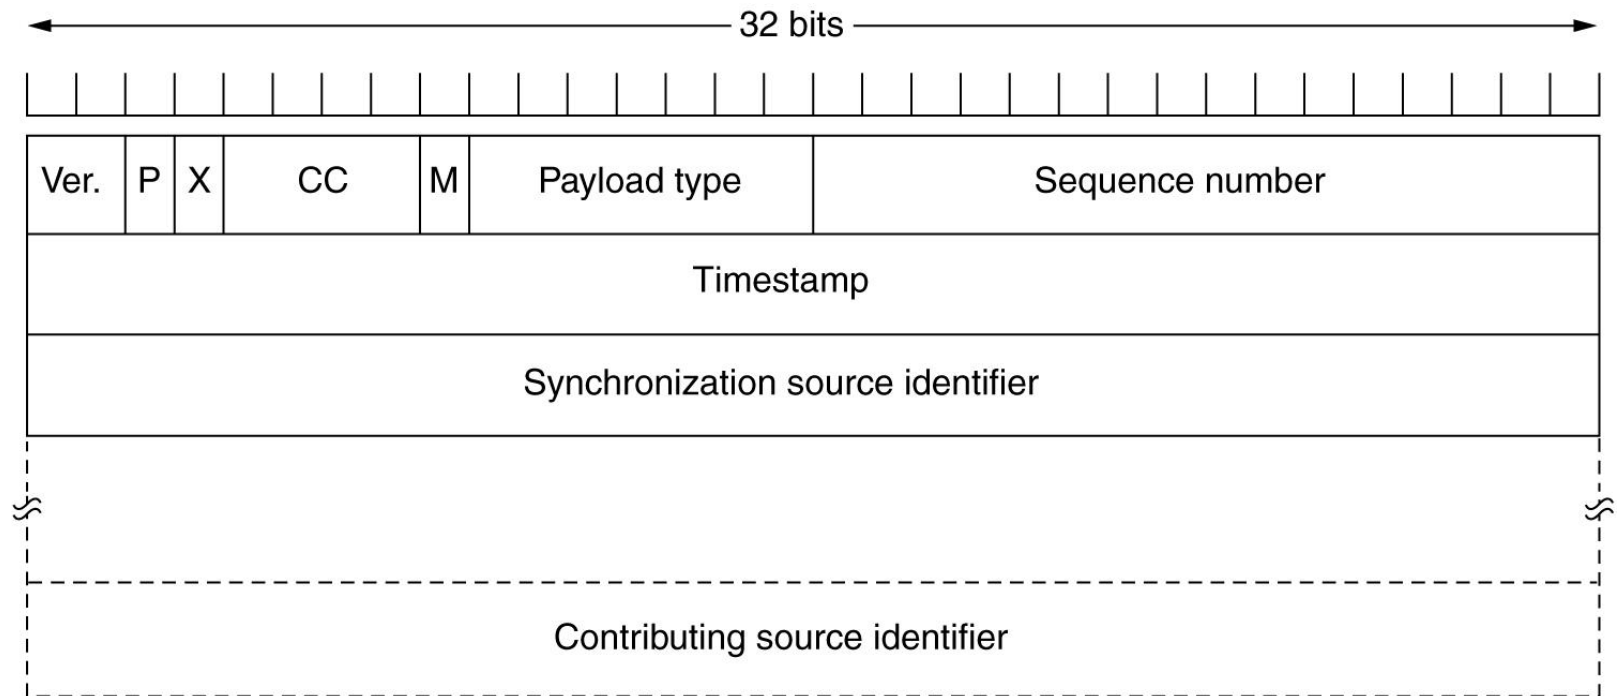 32 bits
Ver. P X CC M Payload type Sequence number
Timestamp
Synchronization source identifier
Contributing source identifier